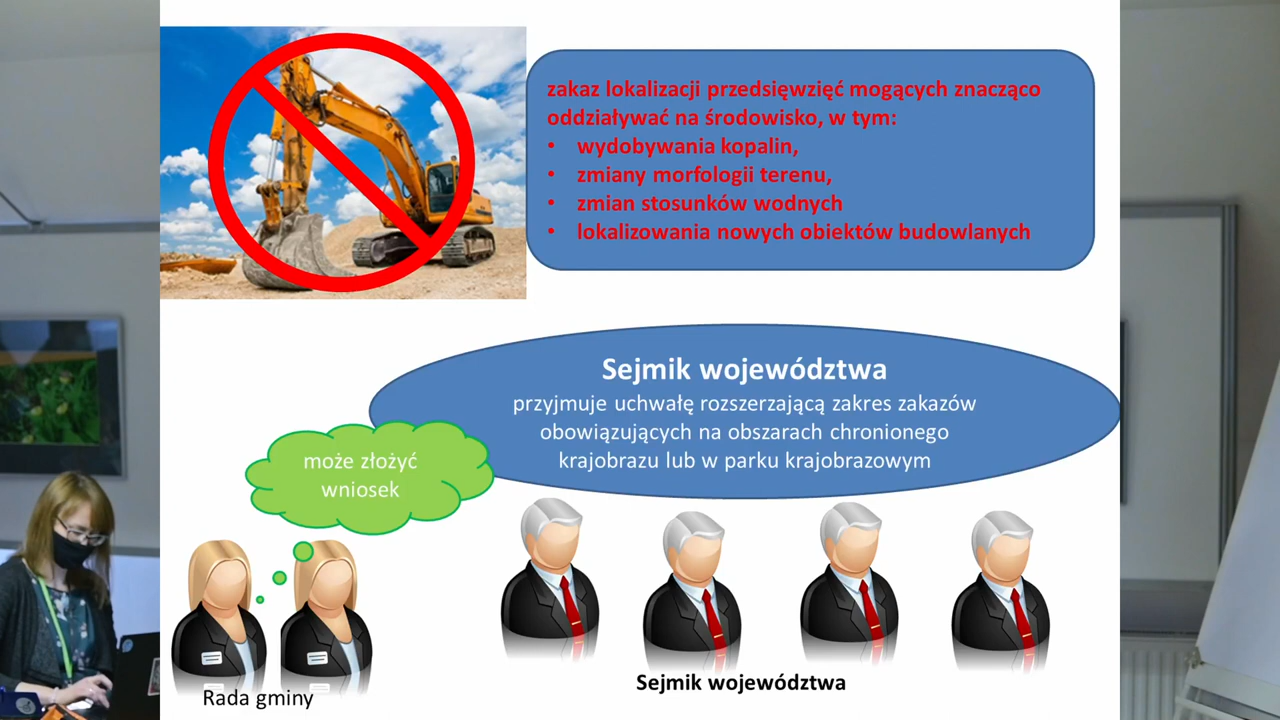 zakaz lokalizacji przedsięwzięć mogących znacząco
oddziaływać na środowisko, w tym:
• wydobywania kopalin,
• zmiany morfologii terenu,
• zmian stosunków wodnych
• lokalizowania nowych obiektów budowlanych
Sejmik województwa
przyjmuje uchwałę rozszerzającą zakres zakazów
obowiązujących na obszarach chronionego
krajobrazu lub w parku krajobrazowym
może złożyć
wniosek
Sejmik województwa
Rada gminy